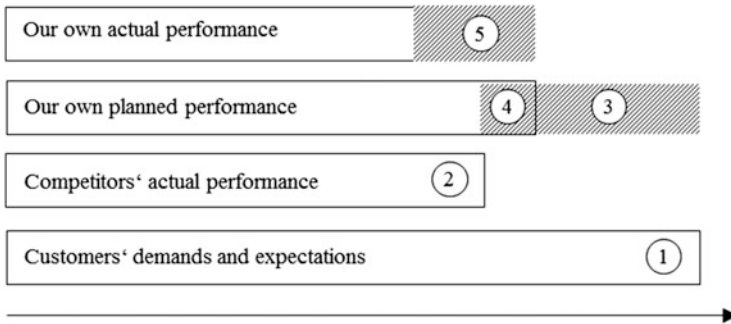 Our own actual performance 5
Our own planned performance 4 3
Competitors‘ actual performance 2
Customers‘ demands and expectations 1